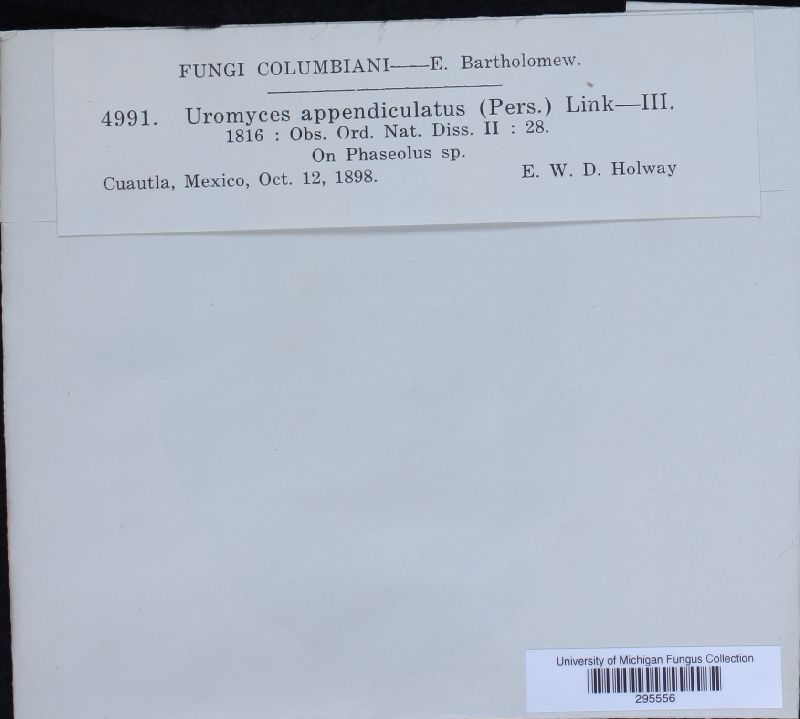 FUNGI COLUMBIANI——E. Bartholomew.
4991. Uromyces appendiculatus (Pers.) Link—III.
1816 : Obs. Ord. Nat. Diss. II : 28.
On Phaseolus sp.
Cuautla, Mexico, Oct. 12, 1898. E. W. D. Holway
University of Michigan Fungus Collection
295556